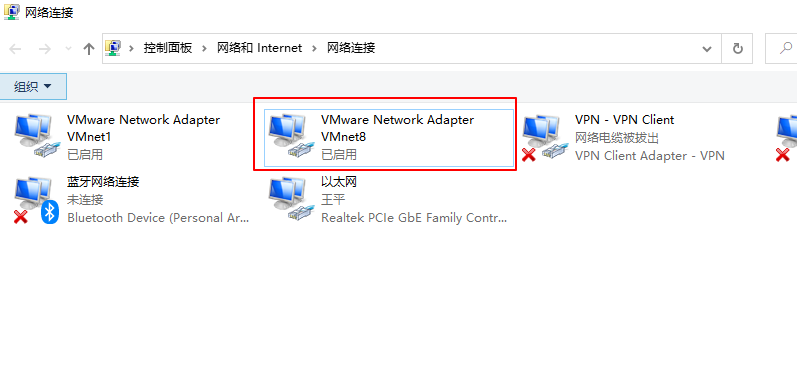 网络连接
控制面板 网络和 Internet 网络连接
组织
VMware Network Adapter
VMnet1
已启用
VMware Network Adapter
VMnet8
已启用
VPN - VPN Client
网络电缆被拔出
VPN Client Adapter - VPN
蓝牙网络连接
未连接
Bluetooth Device (Personal Ar...
以太网
王平
Realtek PCIe GbE Family Contr...